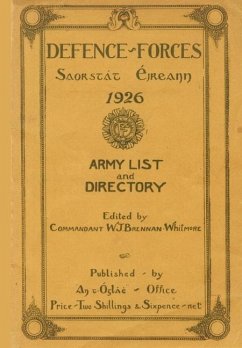 DEFENCE-FORCES
Saorstát Éireann
1926
ARMY LIST
and
DIRECTORY
Edited by
COMMANDANT W.J. BRENNAN WHITMORE
Published - by
An t-Óglác - Office
Price - Two Shillings & Sixpence - net